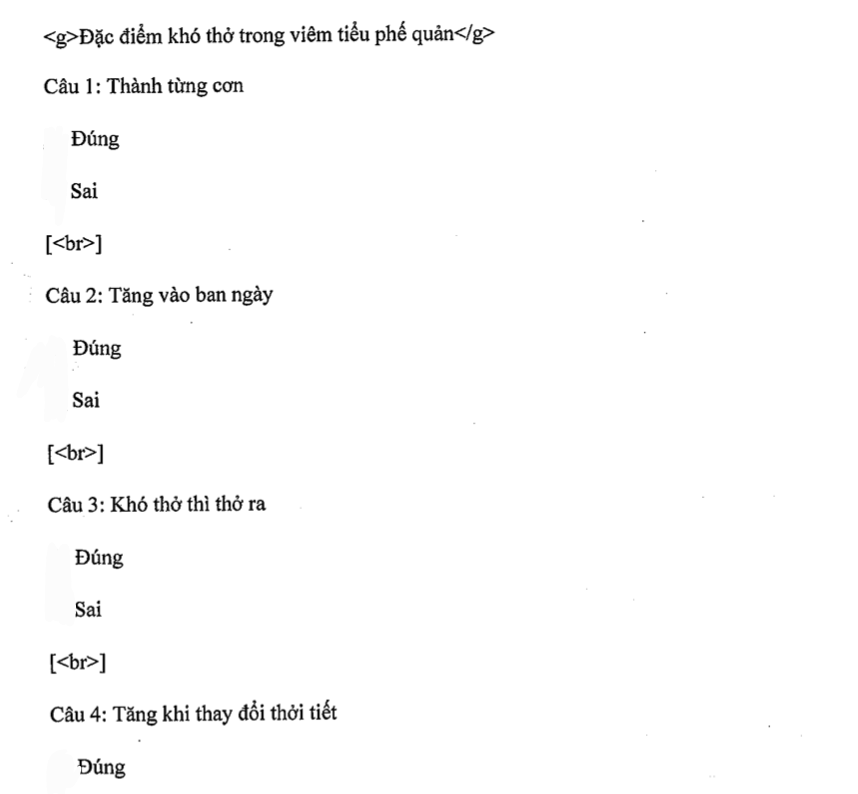 <g>Đặc điểm khó thở trong viêm tiểu phế quản</g>
Câu 1: Thành từng cơn
Đúng
Sai
[<br>]
Câu 2: Tăng vào ban ngày
Đúng
Sai
[<br>]
Câu 3: Khó thở thì thở ra
Đúng
Sai
[<br>]
Câu 4: Tăng khi thay đổi thời tiết
Đúng